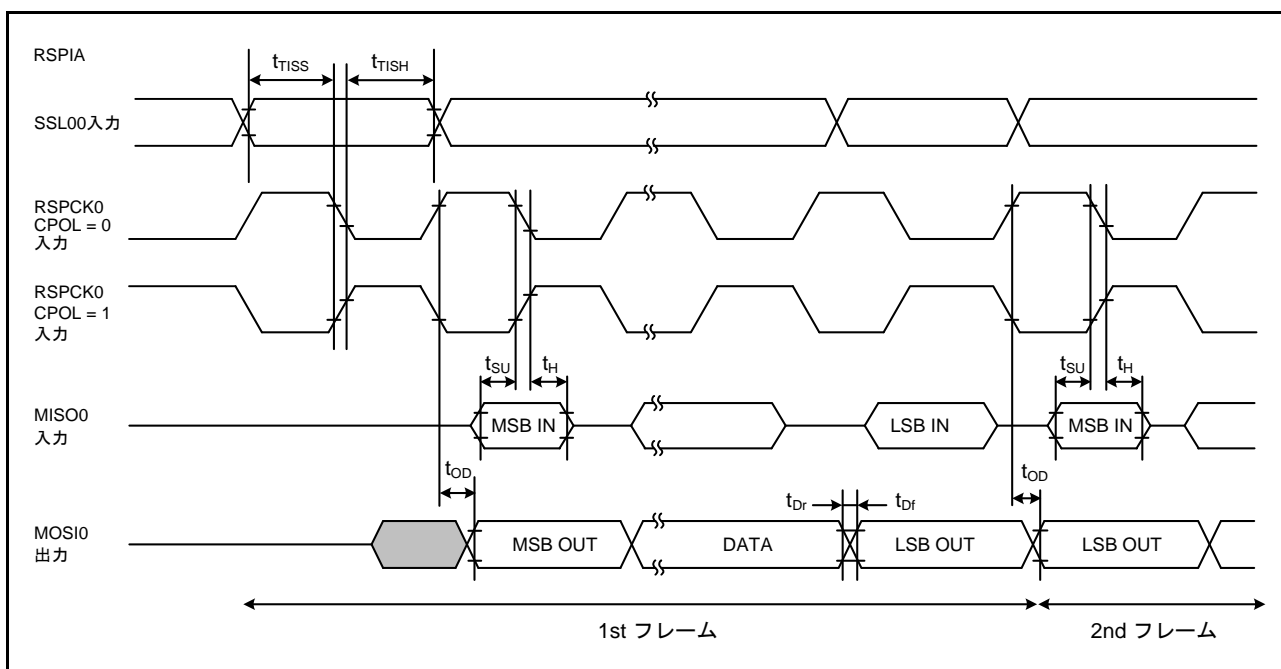 RSPIA
tTISS
tTISH
SSL00入力
RSPCK0
CPOL = 0
入力
RSPCK0
CPOL = 1
入力
tSU
tH
tSU
tH
MISO0
入力
MSB IN
LSB IN
MSB IN
tOD
tDr
tDf
tOD
MOSI0
出力
MSB OUT
DATA
LSB OUT
LSB OUT
1st フレーム
2nd フレーム